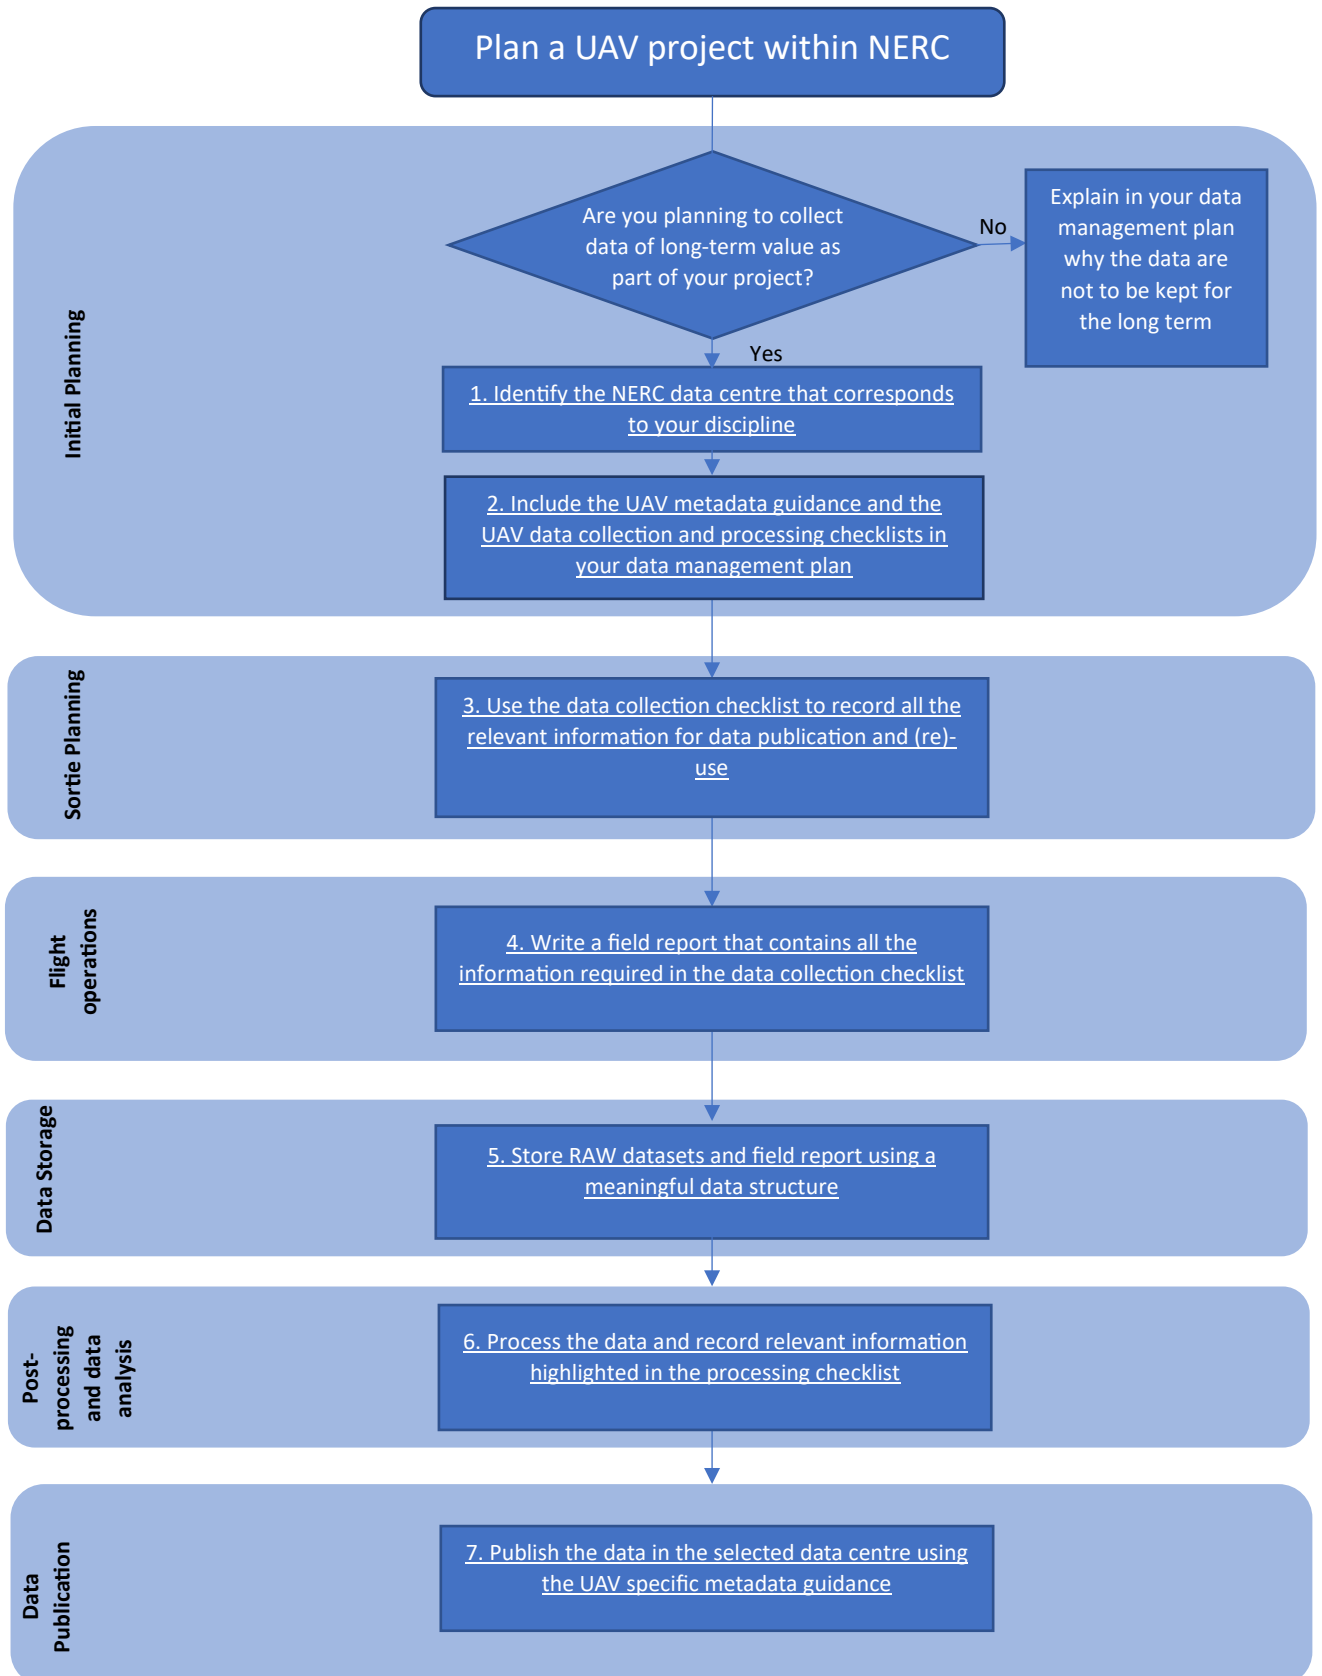 Plan a UAV project within NERC
Initial Planning
Are you planning to collect
data of long-term value as
part of your project?
No
Explain in your data
management plan
why the data are
not to be kept for
the long term
Yes
1. Identify the NERC data centre that corresponds
to your discipline
2. Include the UAV metadata guidance and the
UAV data collection and processing checklists in
your data management plan
Sortie Planning
3. Use the data collection checklist to record all the
relevant information for data publication and (re)-
use
Flight
operations
4. Write a field report that contains all the
information required in the data collection checklist
Data Storage
5. Store RAW datasets and field report using a
meaningful data structure
Post-
processing
and data
analysis
6. Process the data and record relevant information
highlighted in the processing checklist
Data
Publication
7. Publish the data in the selected data centre using
the UAV specific metadata guidance